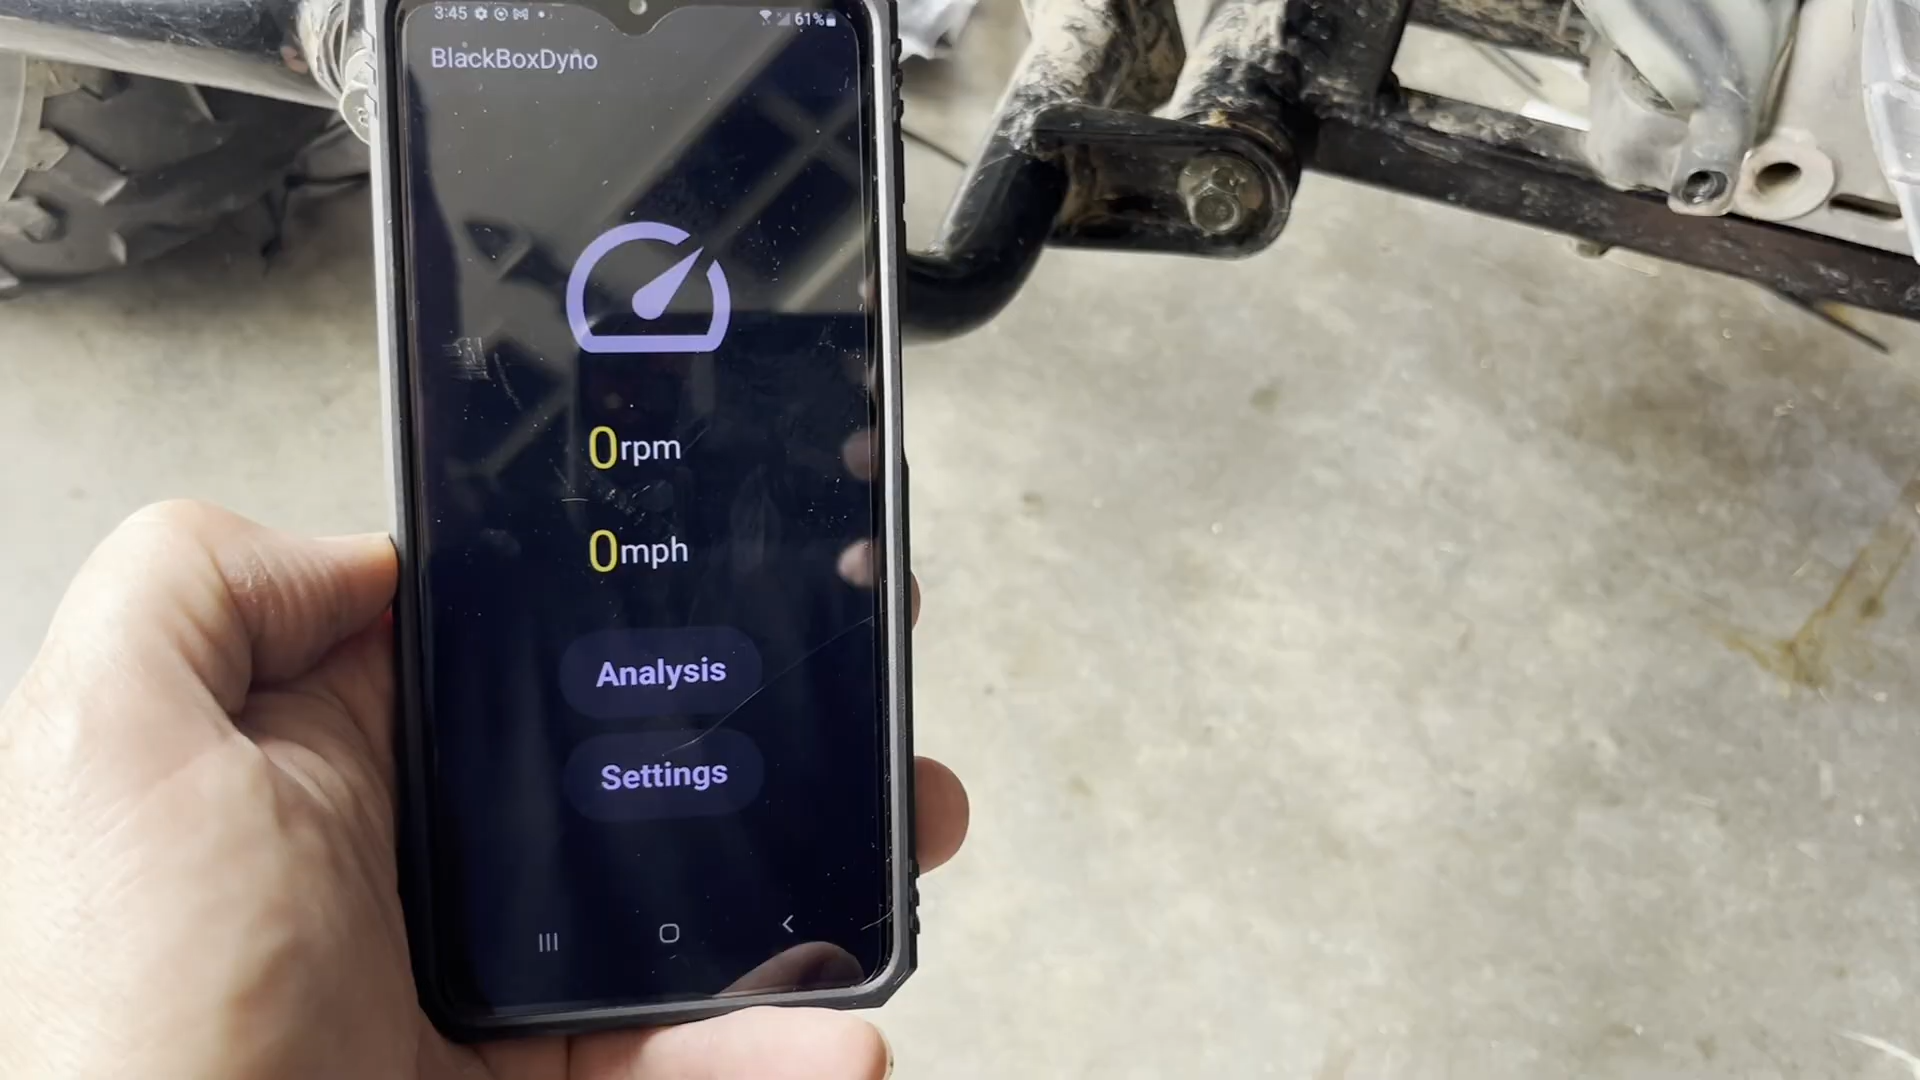 3:45
61%
BlackBoxDyno
0rpm
0mph
Analysis
Settings